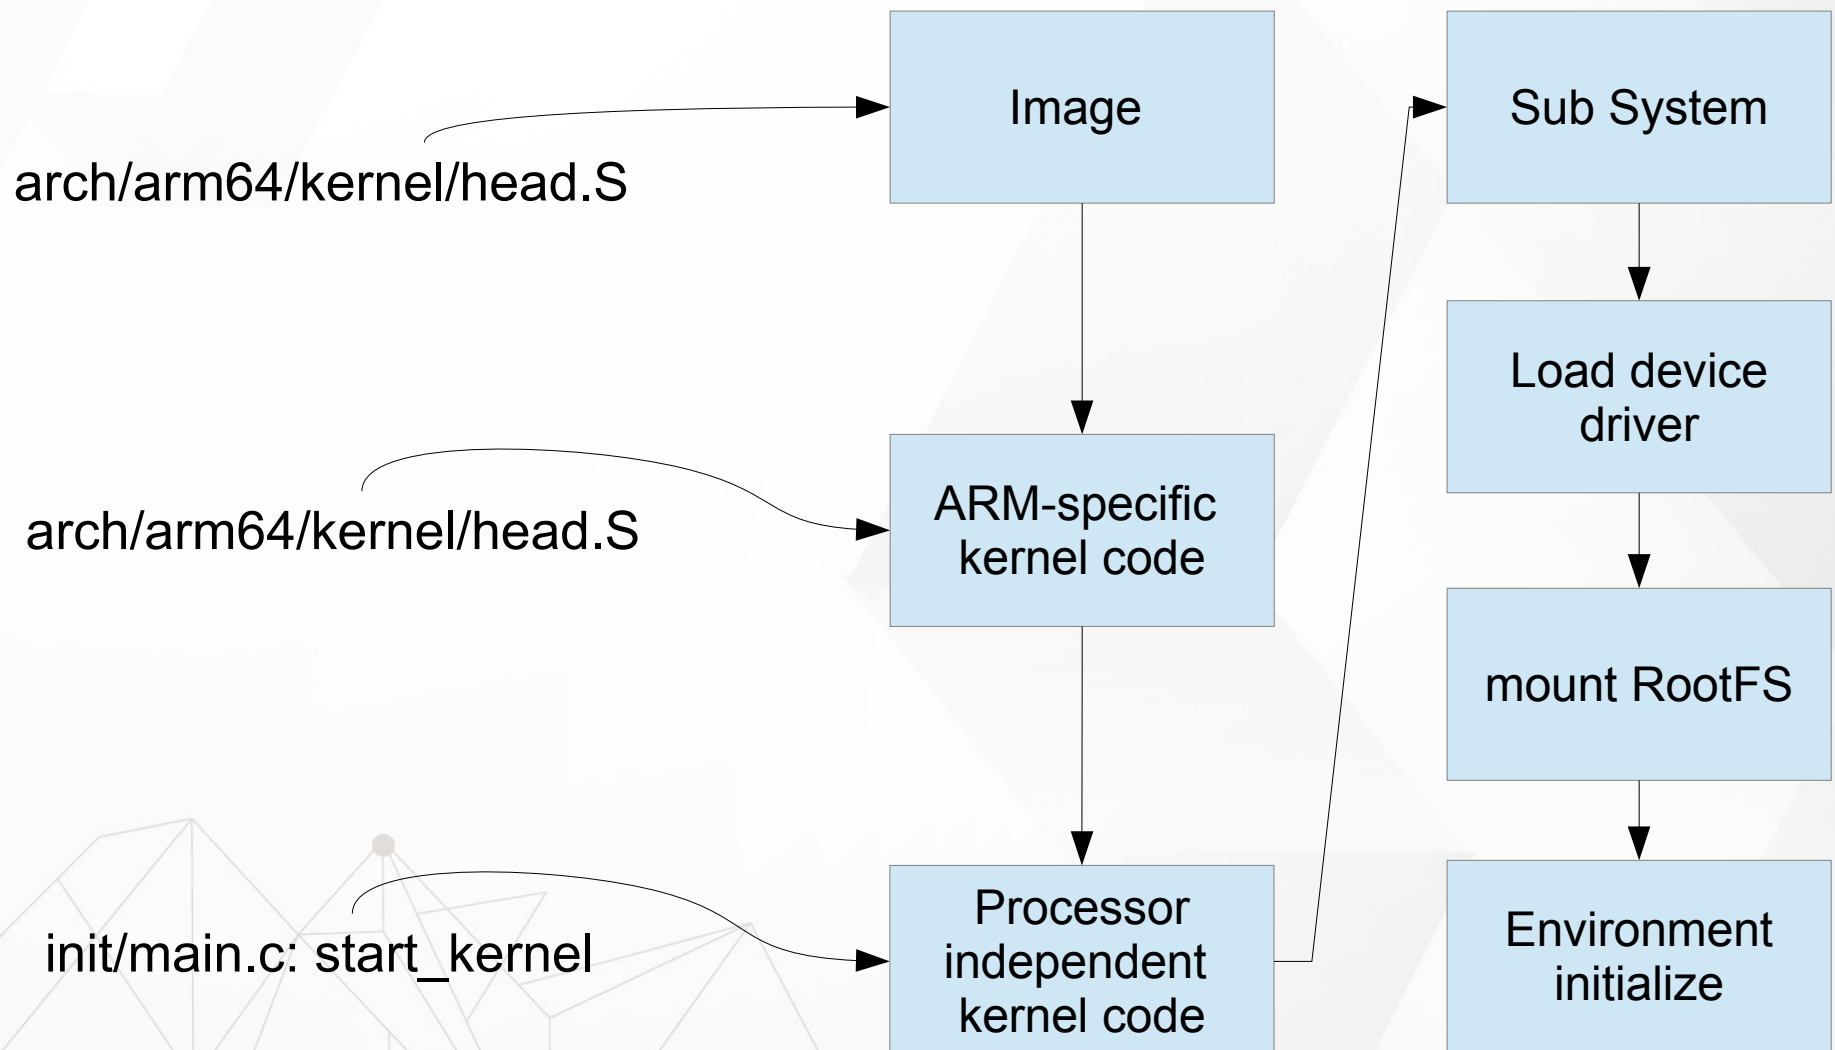 arch/arm64/kernel/head.S
Image
arch/arm64/kernel/head.S
ARM-specific
kernel code
init/main.c: start_kernel
Processor
independent
kernel code
Sub System
Load device
driver
mount RootFS
Environment
initialize